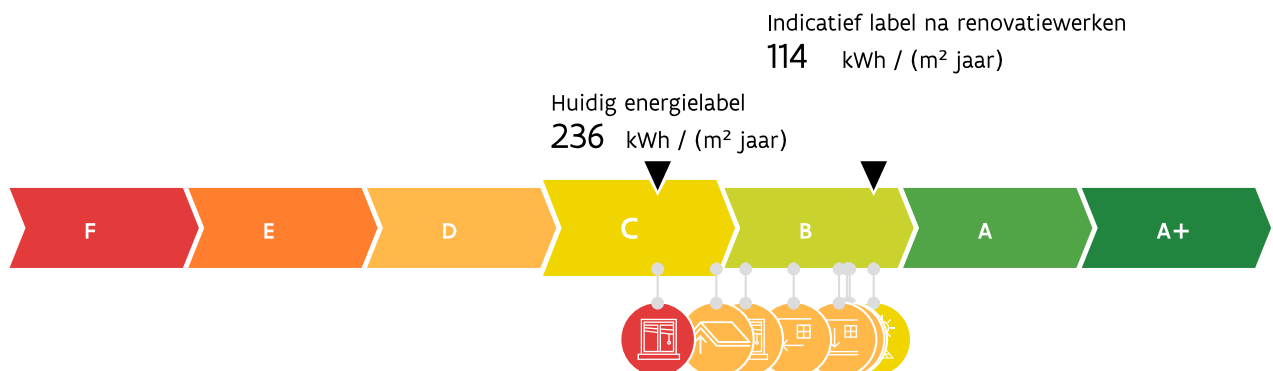 Indicatief label na renovatiewerken
114 kWh / (m² jaar)
Huidig energielabel
236 kWh / (m² jaar)
F E D C B A A+